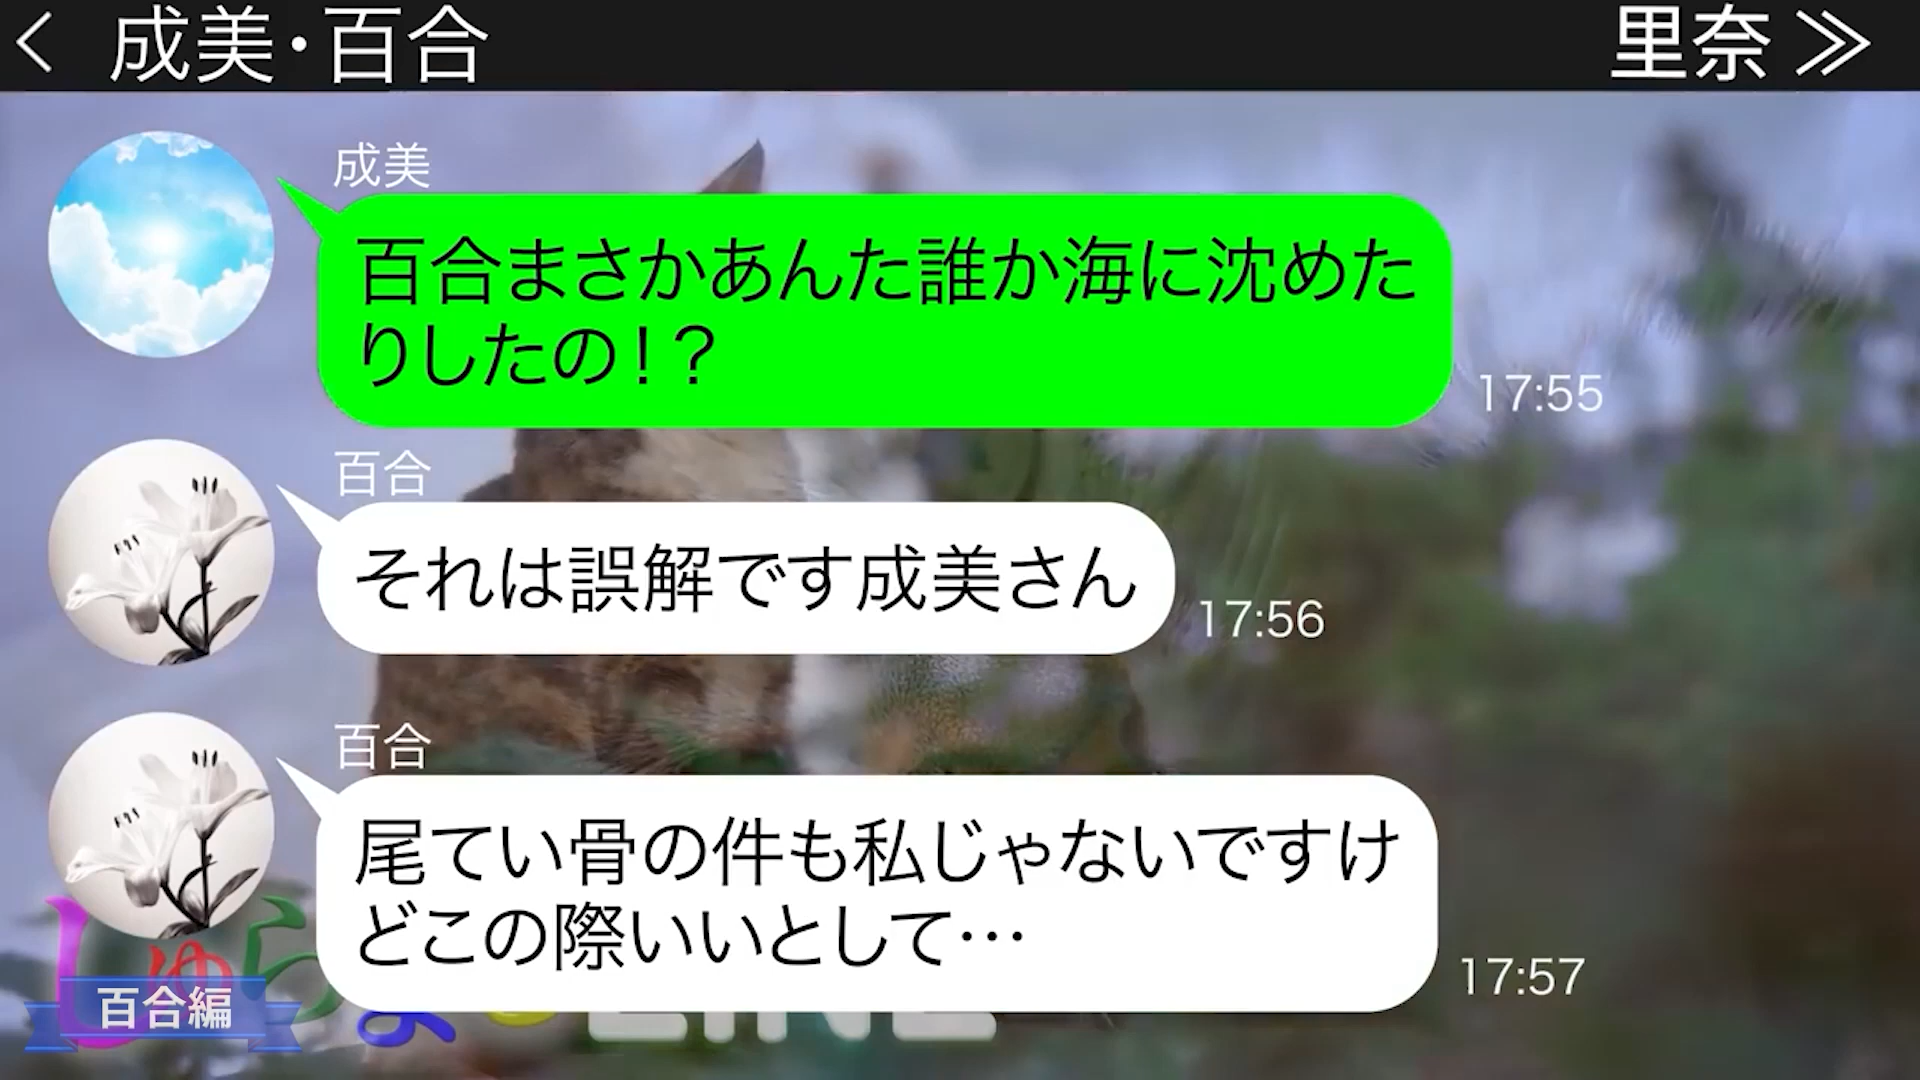 成美・百合
里奈
成美
百合まさかあんた誰か海に沈めた
りしたの！？
17:55
百合
それは誤解です成美さん
17:56
百合
尾てい骨の件も私じゃないですけ
どこの際いいとして…
17:57
百合編
LINE